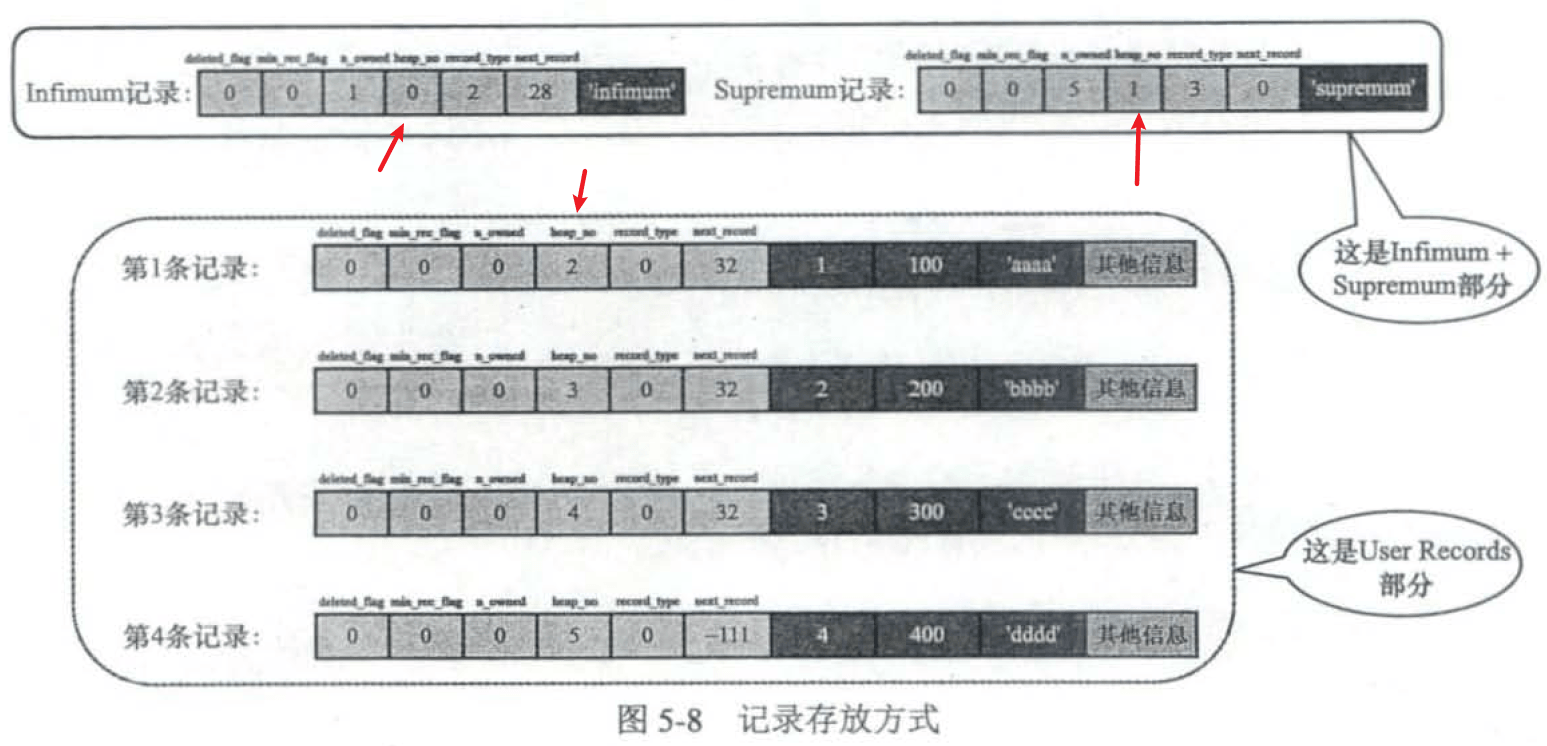 deleted_flag min_rec_flag n_owned heap_no record_type next_record
Infimum记录: 0 0 1 0 2 28 'infimum'
deleted_flag min_rec_flag n_owned heap_no record_type next_record
Supremum记录: 0 0 5 1 3 0 'supremum'
这是Infimum +
Supremum部分
deleted_flag min_rec_flag n_owned heap_no record_type next_record
第1条记录: 0 0 0 2 0 32 1 100 'aaaa' 其他信息
deleted_flag min_rec_flag n_owned heap_no record_type next_record
第2条记录: 0 0 0 3 0 32 2 200 'bbbb' 其他信息
deleted_flag min_rec_flag n_owned heap_no record_type next_record
第3条记录: 0 0 0 4 0 32 3 300 'cccc' 其他信息
这是User Records
部分
deleted_flag min_rec_flag n_owned heap_no record_type next_record
第4条记录: 0 0 0 5 0 -111 4 400 'dddd' 其他信息
图 5-8 记录存放方式